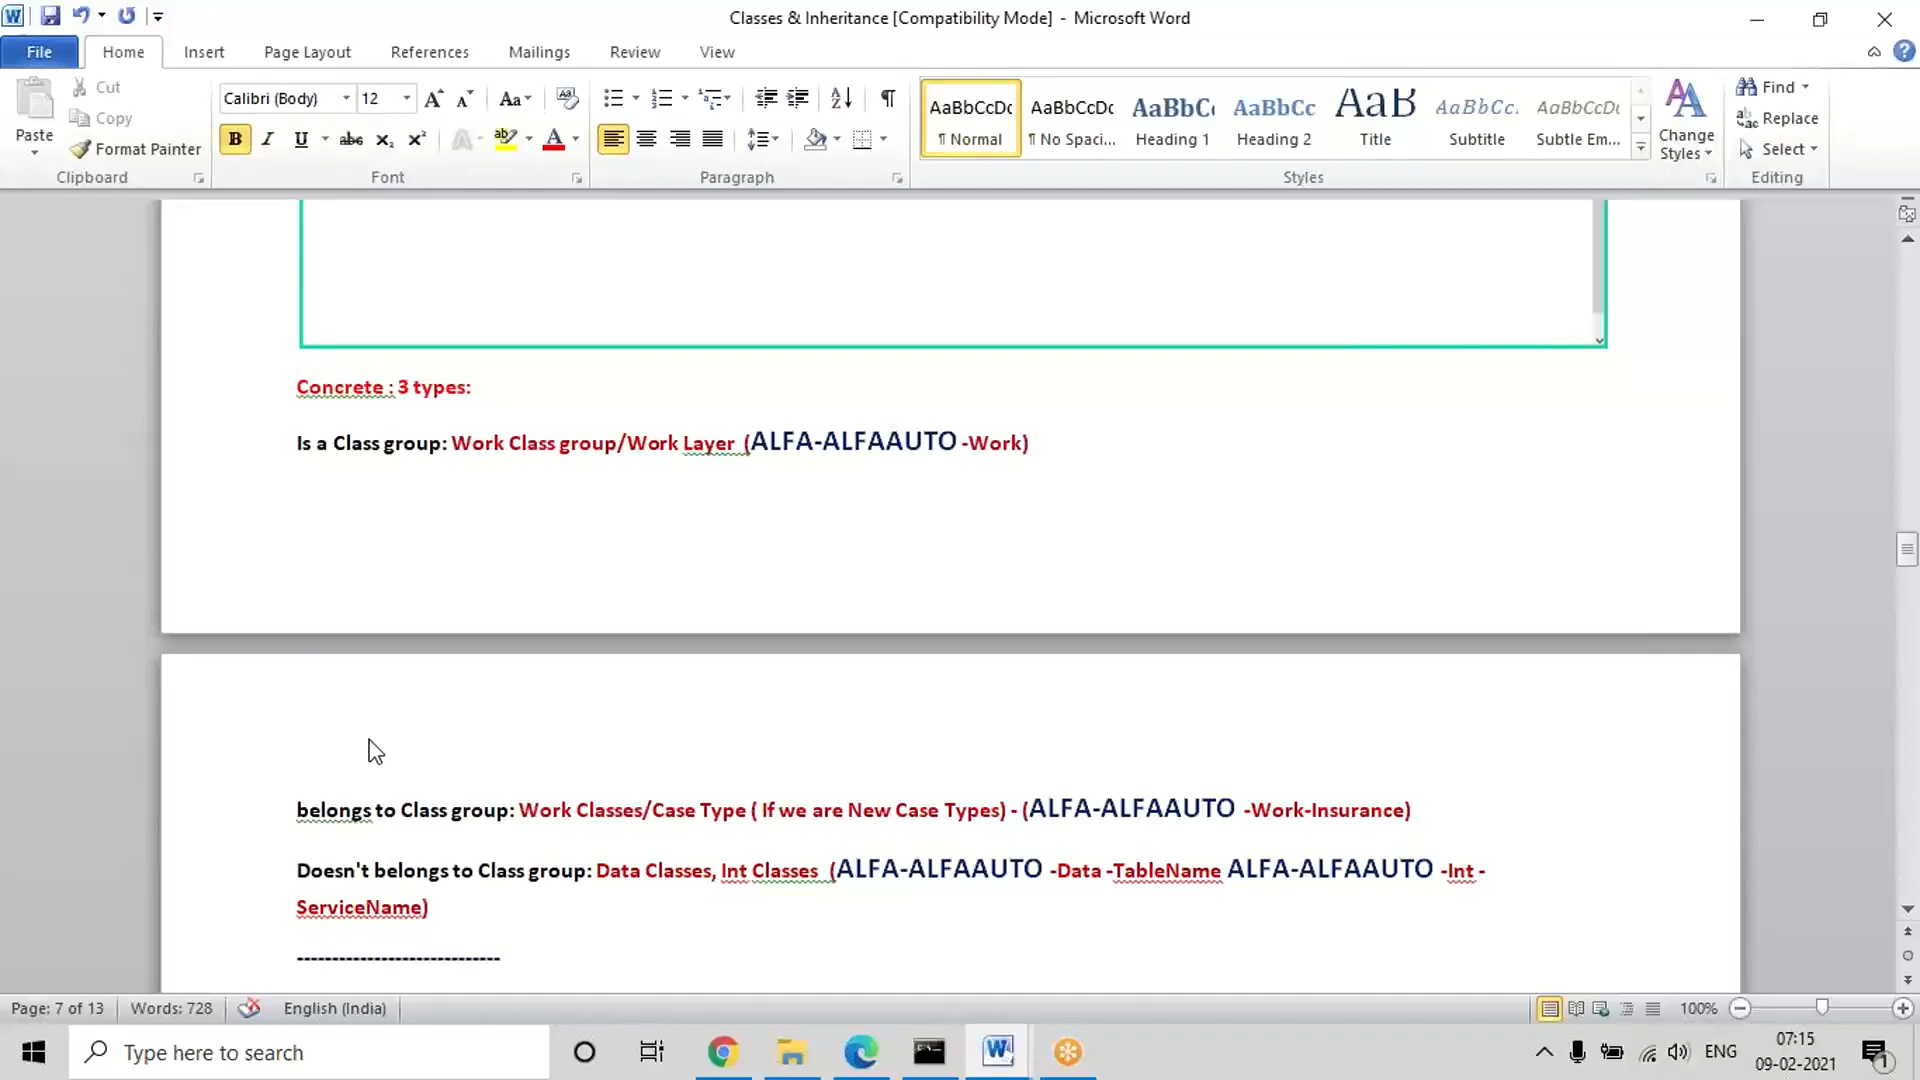 Classes & Inheritance [Compatibility Mode] - Microsoft Word
File Home Insert Page Layout References Mailings Review View
Paste
Cut
Copy
Format Painter
Clipboard
Calibri (Body) 12
Font
Paragraph
AaBbCcDc AaBbCcDc AaBbC AaBbCc AaB AaBbCc. AaBbCcDc
¶ Normal ¶ No Spaci... Heading 1 Heading 2 Title Subtitle Subtle Em...
Change
Styles
Styles
Find
Replace
Select
Editing
Concrete : 3 types:
Is a Class group: Work Class group/Work Layer (ALFA-ALFAAUTO -Work)
belongs to Class group: Work Classes/Case Type ( If we are New Case Types) - (ALFA-ALFAAUTO -Work-Insurance)
Doesn't belongs to Class group: Data Classes, Int Classes (ALFA-ALFAAUTO -Data -TableName ALFA-ALFAAUTO -Int -
ServiceName)
-----------------------------
Page: 7 of 13 Words: 728 English (India) 100%
Type here to search
ENG
07:15
09-02-2021
1